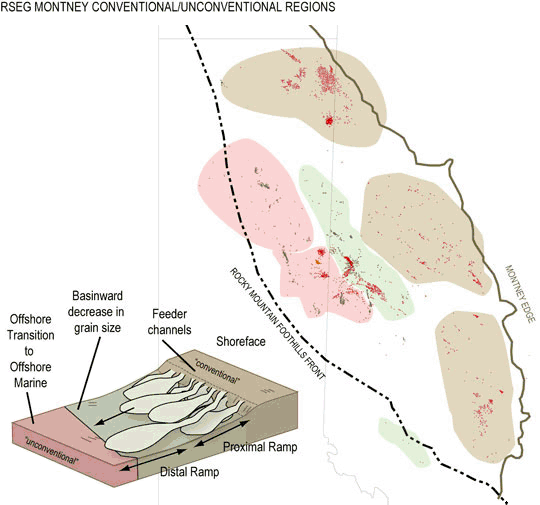 RSEG MONTNEY CONVENTIONAL/UNCONVENTIONAL REGIONS
ROCKY MOUNTAIN FOOTHILLS FRONT
MONTNEY EDGE
Basinward
decrease in
grain size
Feeder
channels
Shoreface
Offshore
Transition
to
Offshore
Marine
"conventional"
"unconventional"
Proximal Ramp
Distal Ramp